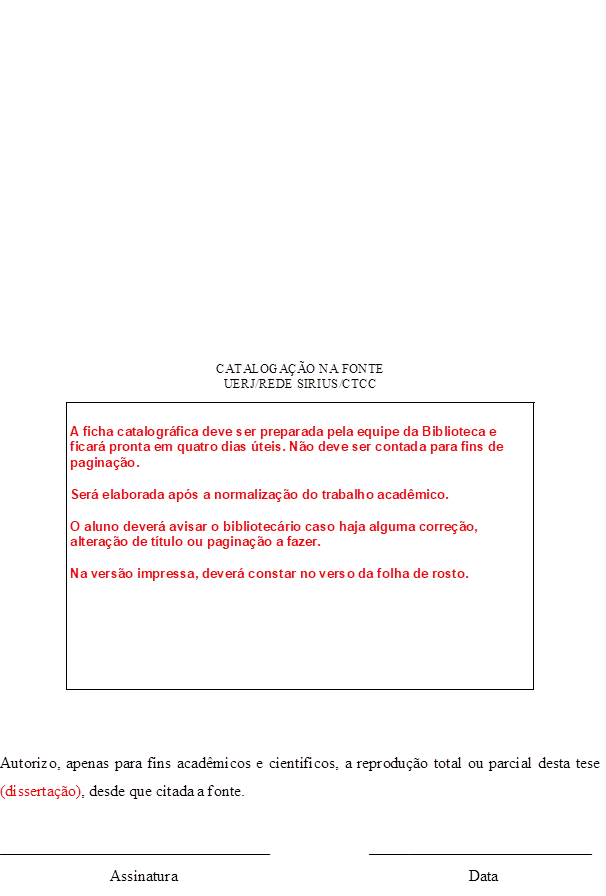 CATALOGAÇÃO NA FONTE
UERJ/REDE SIRIUS/CTCC
A ficha catalográfica deve ser preparada pela equipe da Biblioteca e
ficará pronta em quatro dias úteis. Não deve ser contada para fins de
paginação.
Será elaborada após a normalização do trabalho acadêmico.
O aluno deverá avisar o bibliotecário caso haja alguma correção,
alteração de título ou paginação a fazer.
Na versão impressa, deverá constar no verso da folha de rosto.
Autorizo, apenas para fins acadêmicos e científicos, a reprodução total ou parcial desta tese
(dissertação), desde que citada a fonte.
Assinatura Data